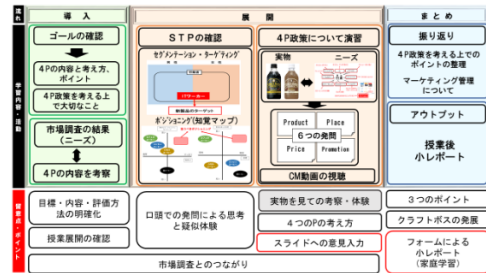 流れ
導入
展開
まとめ
学習内容・活動
ゴールの確認
4Pの内容と考え方、
ポイント
4P政策を考える上
で大切なこと
市場調査の結果
(ニーズ)
4Pの内容を考察
STPの確認
セグメンテーション・ターゲティング
新製品のターゲット
ポジショニング(知覚マップ)
4P政策について演習
実物
ニーズ
Product
Place
6つの発問
Price
Promotion
CM動画の視聴
振り返り
4P政策を考える上での
ポイントの整理
マーケティング管理
について
アウトプット
授業後
小レポート
留意点・ポイント
目標・内容・評価方
法の明確化
授業展開の確認
口頭での発問による思考
と疑似体験
実物を見ての考察・体験
4つのPの考え方
スライドへの意見入力
市場調査とのつながり
3つのポイント
クラフトボスの発展
フォームによる
小レポート
(家庭学習)